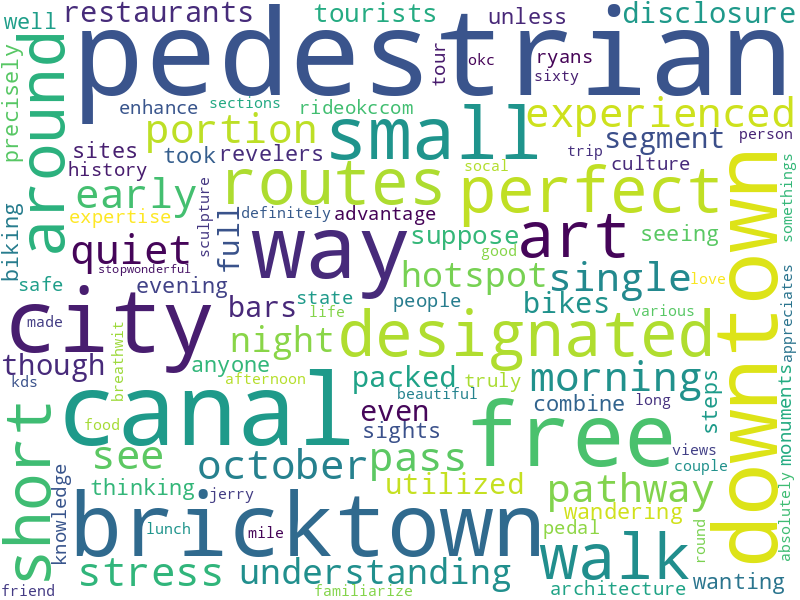 well restaurants tourists unless disclosure
pedestrian
tour okc ryans sixty
precisely around enhance sections rideokccom experienced
portion small segment person
sites took revelers trip culture
history socal
early routes perfect downtown somethings
expertise sculpture definitely advantage
biking full way suppose art seeing
quiet good
stopwonderful hotspot single love appreciates
safe evening state people bikes
city made bars life various
night designated
though anyone breathwit
kds afternoon packed truly morning
beautiful combine long steps
canal even free
short food sights views
see october pass couple monuments
thinking utilized pathway absolutely
knowledge jerry wandering
bricktown lunch mile pedal round
walk
stress understanding wanting
friend familiarize architecture